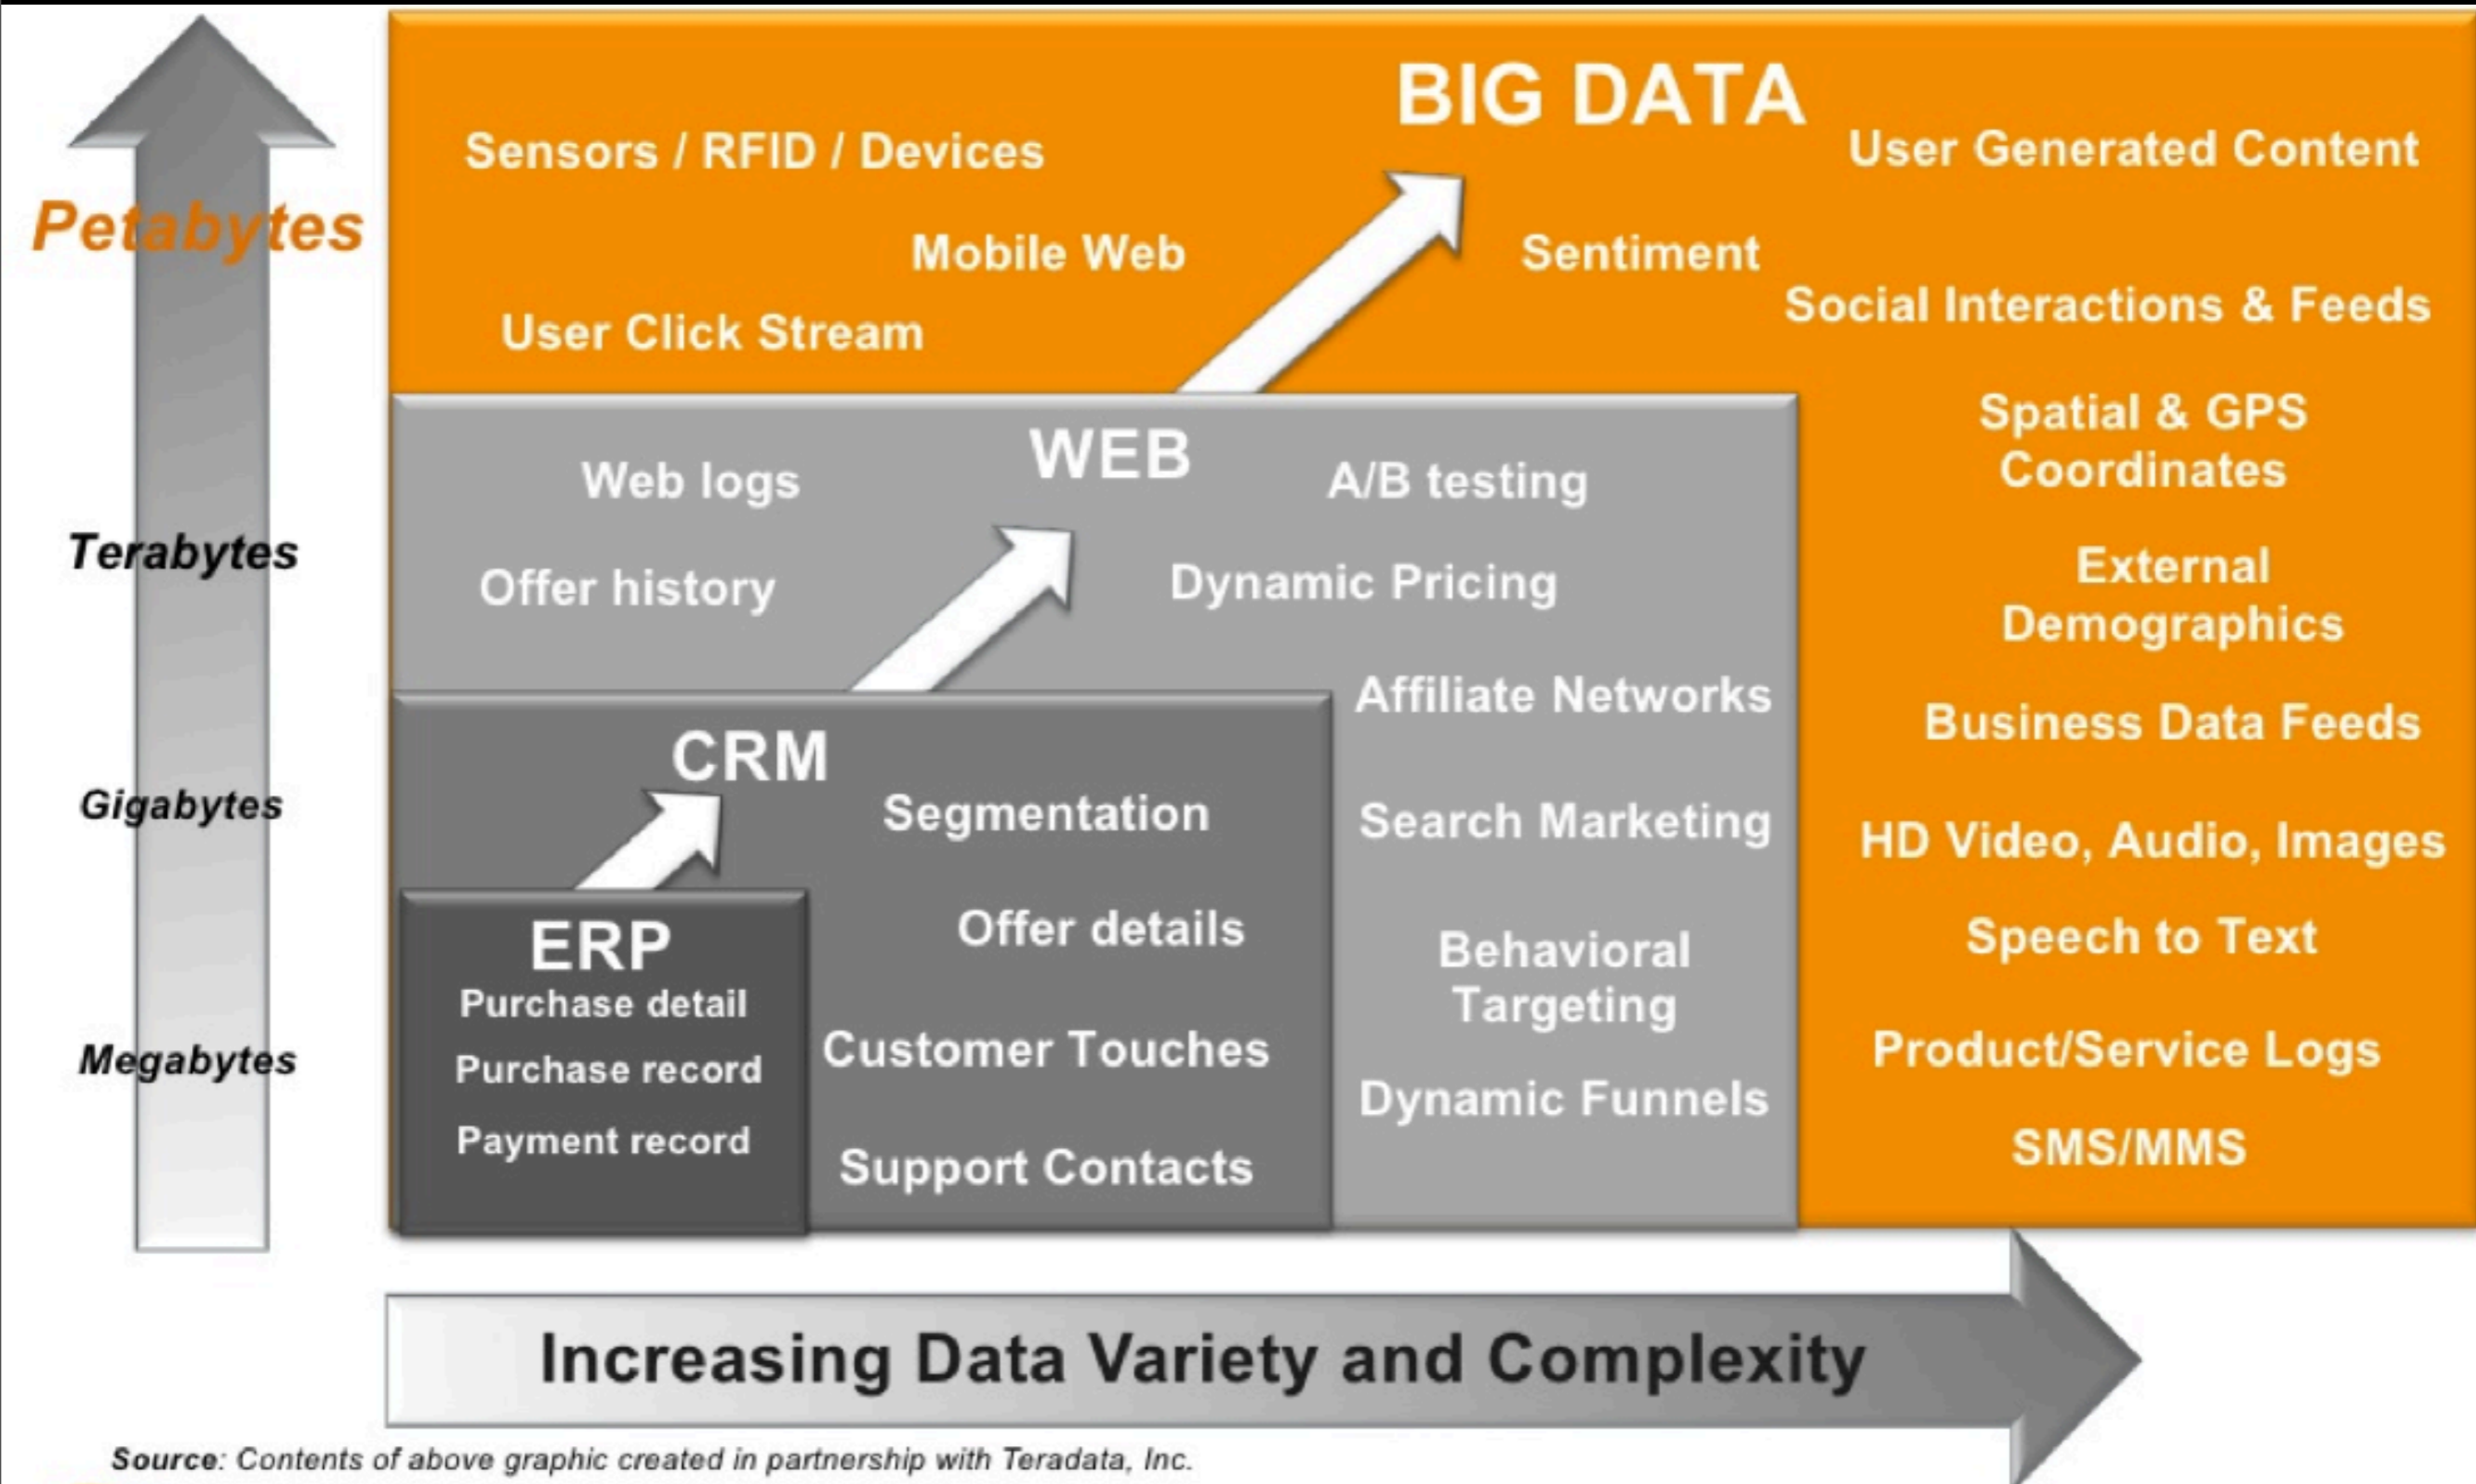 BIG DATA
Sensors / RFID / Devices
User Generated Content
Petabytes
Mobile Web
Sentiment
Social Interactions & Feeds
User Click Stream
Spatial & GPS
Coordinates
WEB
Web logs
A/B testing
Terabytes
Offer history
Dynamic Pricing
External
Demographics
Affiliate Networks
Business Data Feeds
CRM
Gigabytes
Segmentation
Search Marketing
HD Video, Audio, Images
ERP
Offer details
Behavioral
Targeting
Speech to Text
Purchase detail
Megabytes
Purchase record
Customer Touches
Product/Service Logs
Dynamic Funnels
Payment record
Support Contacts
SMS/MMS
Increasing Data Variety and Complexity
Source: Contents of above graphic created in partnership with Teradata, Inc.